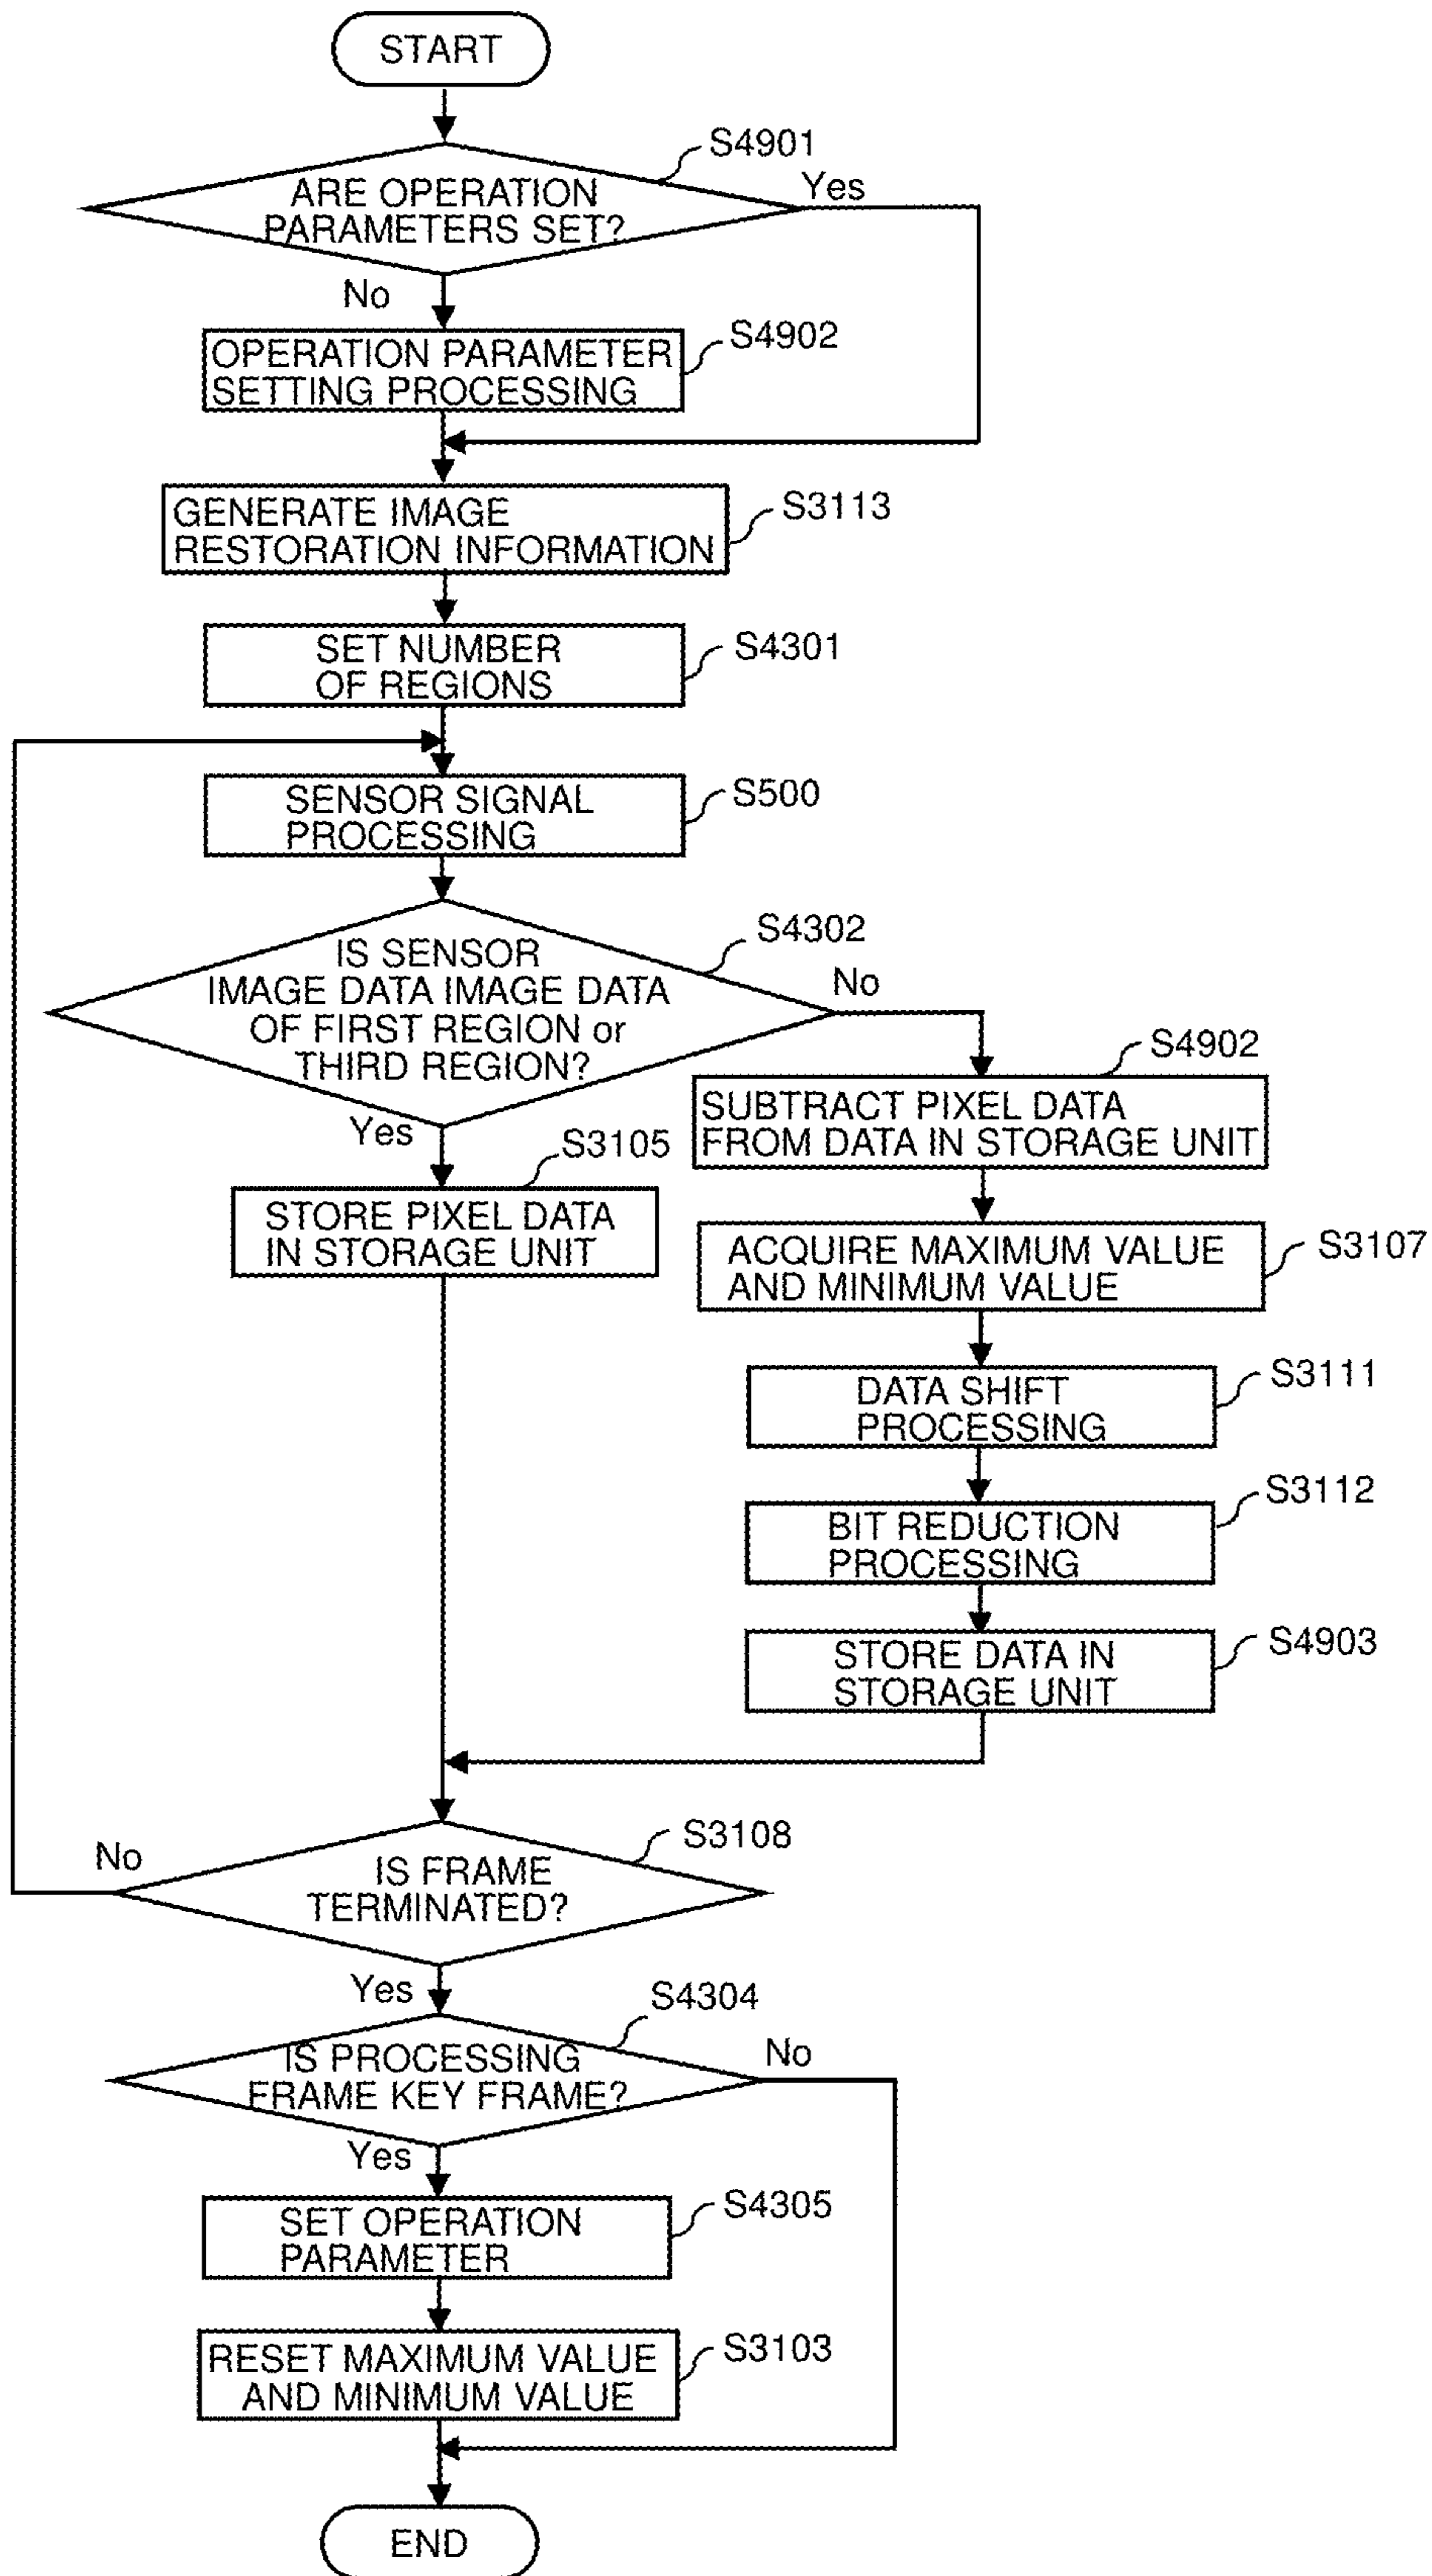 START
S4901
ARE OPERATION
PARAMETERS SET?
Yes
No
S4902
OPERATION PARAMETER
SETTING PROCESSING
S3113
GENERATE IMAGE
RESTORATION INFORMATION
S4301
SET NUMBER
OF REGIONS
S500
SENSOR SIGNAL
PROCESSING
S4302
IS SENSOR
IMAGE DATA IMAGE DATA
OF FIRST REGION or
THIRD REGION?
No
Yes
S4902
SUBTRACT PIXEL DATA
FROM DATA IN STORAGE UNIT
S3105
STORE PIXEL DATA
IN STORAGE UNIT
S3107
ACQUIRE MAXIMUM VALUE
AND MINIMUM VALUE
S3111
DATA SHIFT
PROCESSING
S3112
BIT REDUCTION
PROCESSING
S4903
STORE DATA IN
STORAGE UNIT
S3108
No
IS FRAME
TERMINATED?
Yes
S4304
IS PROCESSING
FRAME KEY FRAME?
No
Yes
S4305
SET OPERATION
PARAMETER
S3103
RESET MAXIMUM VALUE
AND MINIMUM VALUE
END